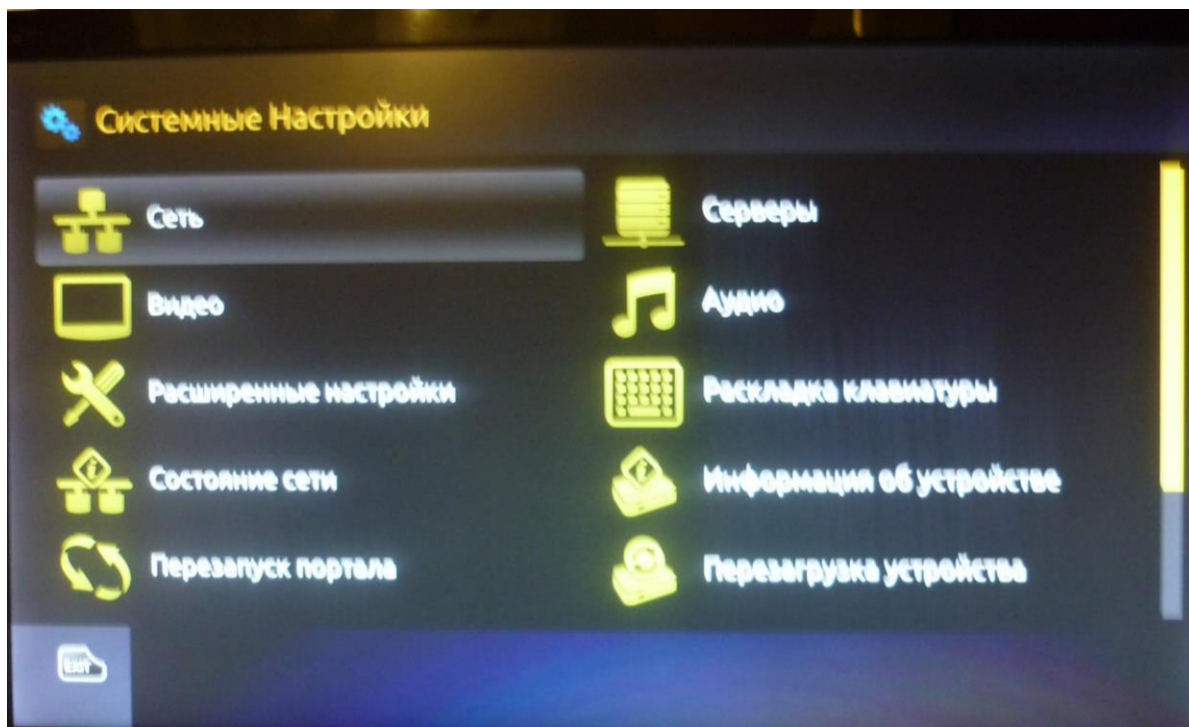 Системные Настройки
Сеть
Серверы
Видео
Аудио
Расширенные настройки
Раскладка клавиатуры
Состояние сети
Информация об устройстве
Перезапуск портала
Перезагрузка устройства
EXIT